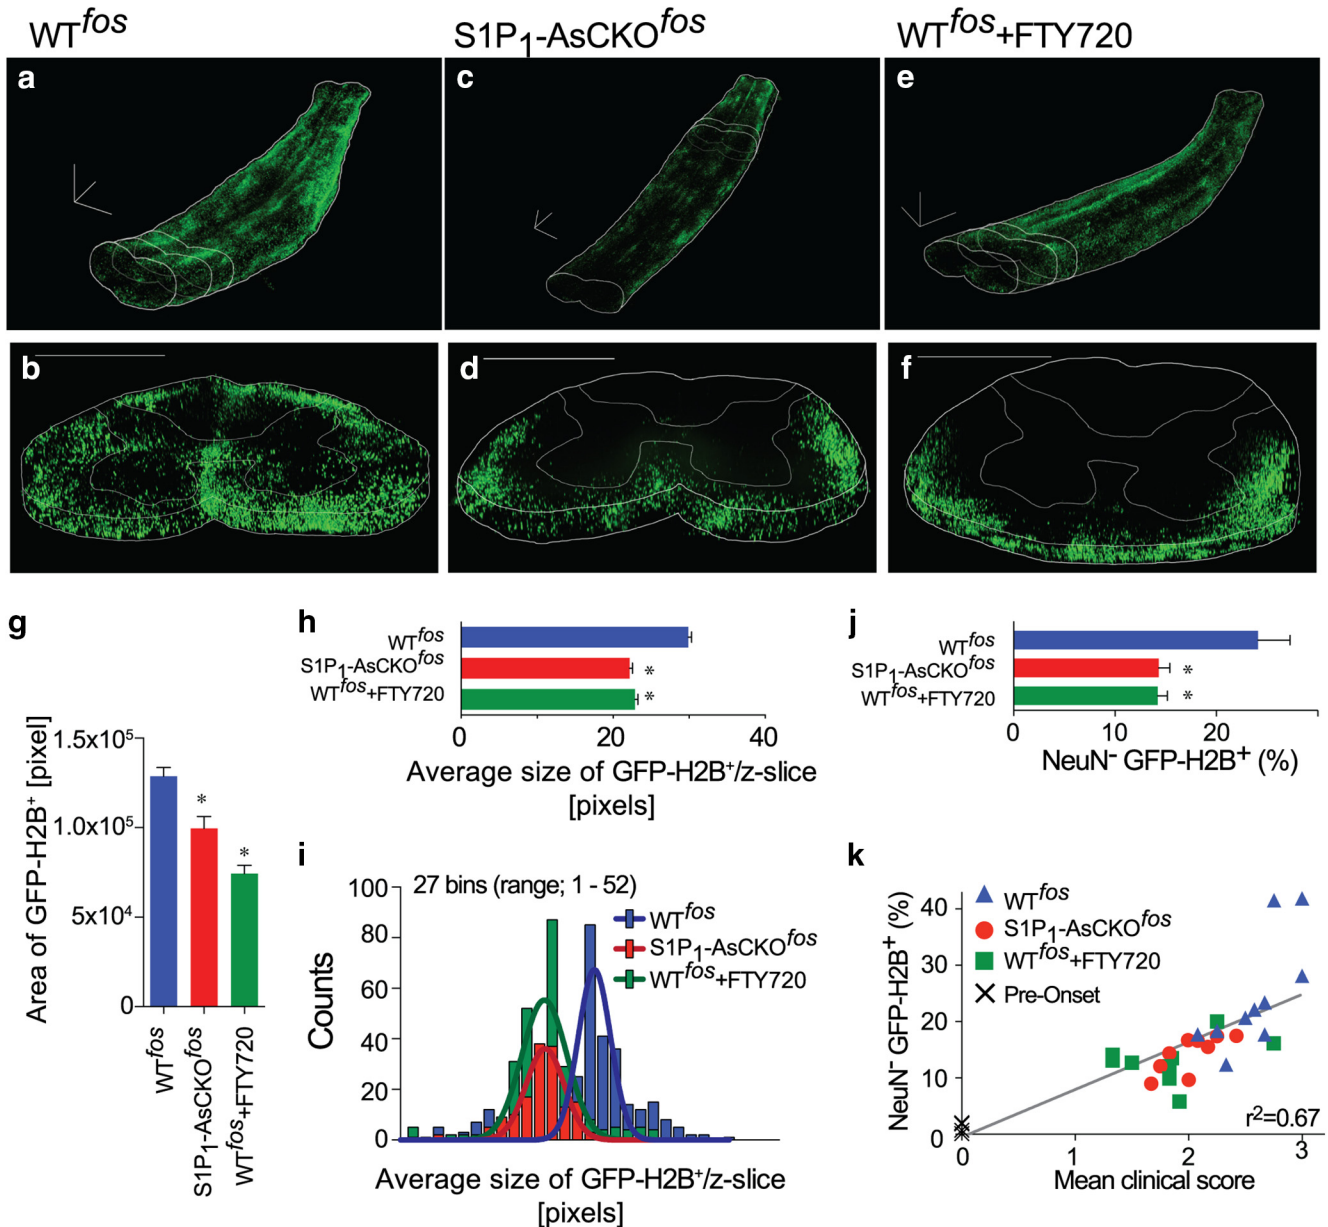 WTfos
S1P1-AsCKOfos
WTfos+FTY720
a
c
e
b
d
f
g
Area of GFP-H2B+ [pixel]
1.5x10⁵
1.0x10⁵
5x10⁴
0
*
*
WTfos
S1P1-AsCKOfos
WTfos+FTY720
h
WTfos
S1P1-AsCKOfos
WTfos+FTY720
*
*
0 20 40
Average size of GFP-H2B+/z-slice
[pixels]
j
WTfos
S1P1-AsCKOfos
WTfos+FTY720
*
*
0 10 20
NeuN- GFP-H2B+ (%)
i
27 bins (range; 1 - 52)
WTfos
S1P1-AsCKOfos
WTfos+FTY720
Counts
100
80
60
40
20
0
Average size of GFP-H2B+/z-slice
[pixels]
k
WTfos
S1P1-AsCKOfos
WTfos+FTY720
Pre-Onset
NeuN- GFP-H2B+ (%)
40
30
20
10
0
r²=0.67
0 1 2 3
Mean clinical score